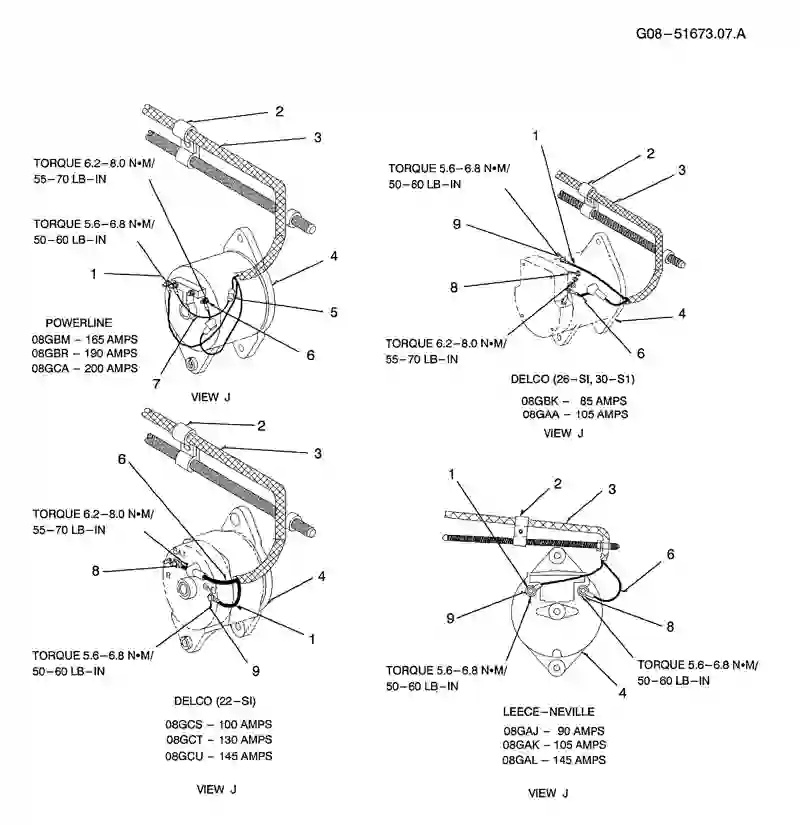 G08-51673.07.A
2
3
TORQUE 6.2-8.0 N•M/
55-70 LB-IN
TORQUE 5.6-6.8 N•M/
50-60 LB-IN
1
4
5
6
7
POWERLINE
08GBM - 165 AMPS
08GBR - 190 AMPS
08GCA - 200 AMPS
VIEW J
1
2
3
TORQUE 5.6-6.8 N•M/
50-60 LB-IN
9
8
4
TORQUE 6.2-8.0 N•M/
55-70 LB-IN
6
DELCO (26-SI, 30-S1)
08GBK - 85 AMPS
08GAA - 105 AMPS
VIEW J
2
3
6
TORQUE 6.2-8.0 N•M/
55-70 LB-IN
8
BAT
R
4
1
TORQUE 5.6-6.8 N•M/
50-60 LB-IN
9
DELCO (22-SI)
08GCS - 100 AMPS
08GCT - 130 AMPS
08GCU - 145 AMPS
VIEW J
1
2
3
6
9
8
TORQUE 5.6-6.8 N•M/
50-60 LB-IN
4
TORQUE 5.6-6.8 N•M/
50-60 LB-IN
LEECE-NEVILLE
08GAJ - 90 AMPS
08GAK - 105 AMPS
08GAL - 145 AMPS
VIEW J